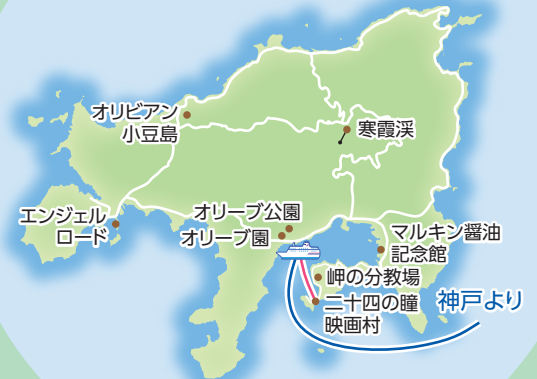 オリビアン
小豆島
寒霞渓
エンジェル
ロード
オリーブ公園
オリーブ園
マルキン醤油
記念館
岬の分教場
二十四の瞳
映画村
神戸より